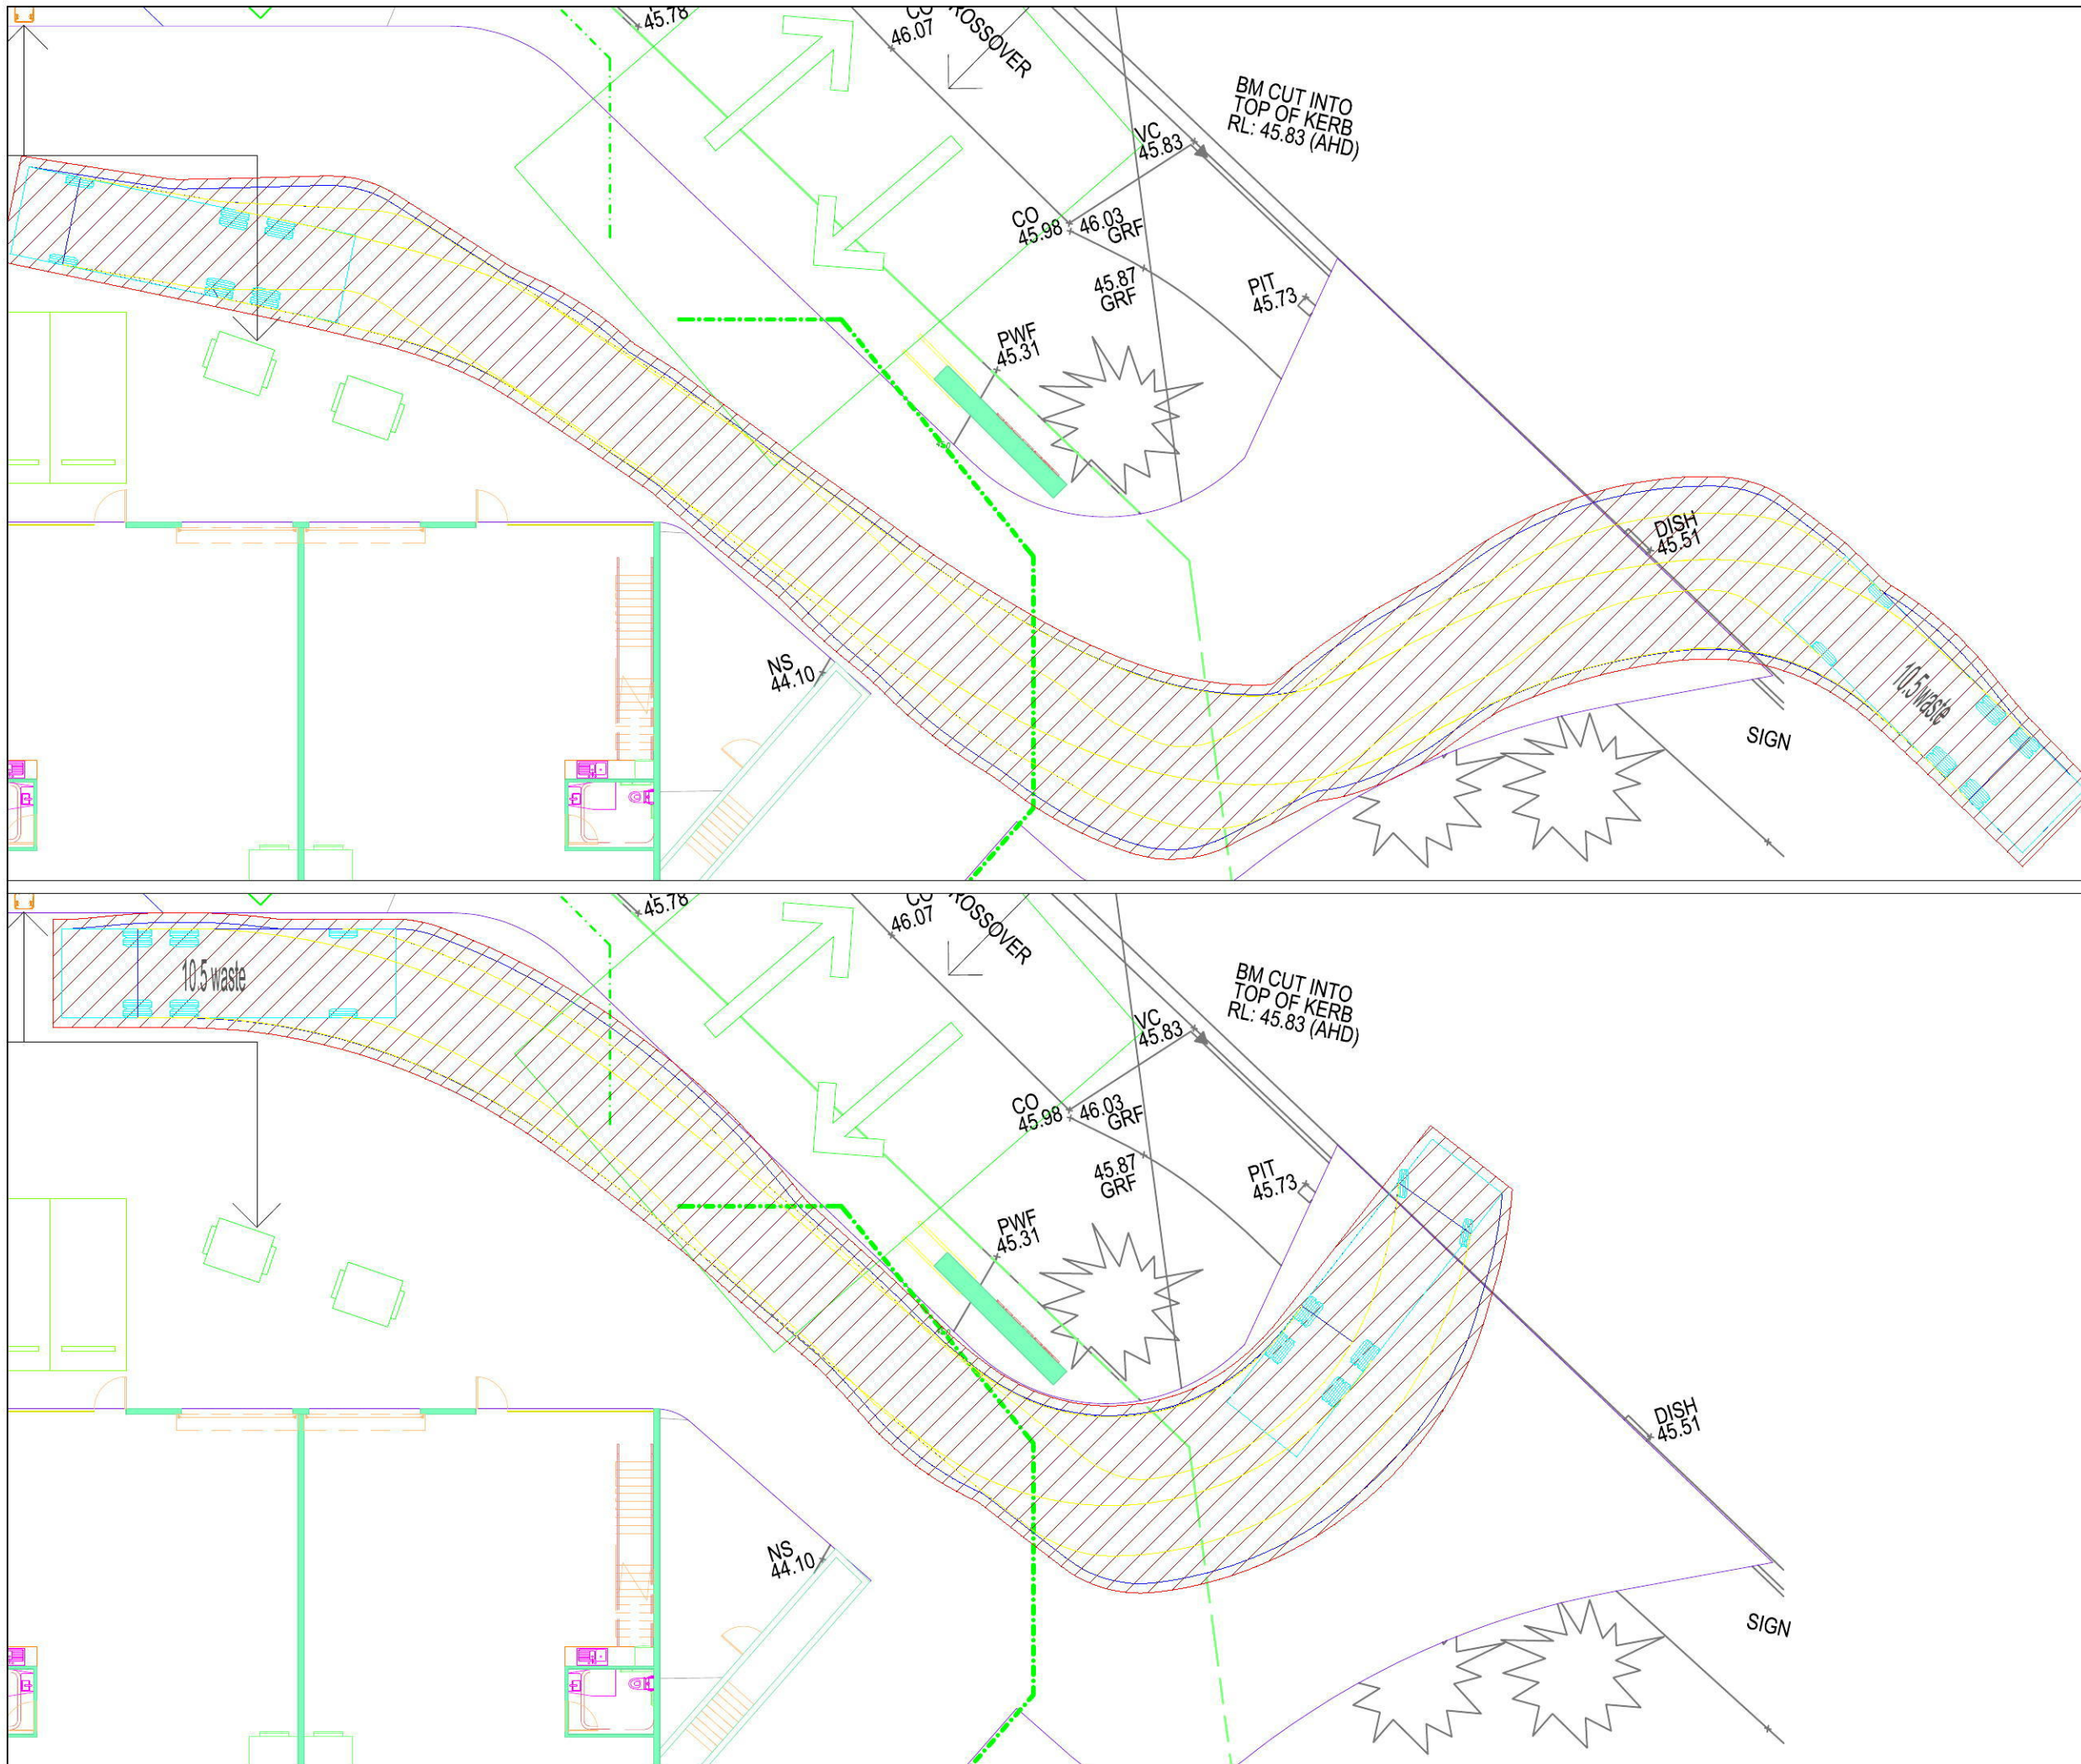 45.78
CO
46.07
ROSSOVER
BM CUT INTO
TOP OF KERB
RL: 45.83 (AHD)
VC
45.83
CO
45.98
46.03
GRF
45.87
GRF
PIT
45.73
PWF
45.31
DISH
45.51
NS
44.10
10.5 waste
SIGN
45.78
CO
46.07
ROSSOVER
10.5 waste
BM CUT INTO
TOP OF KERB
RL: 45.83 (AHD)
VC
45.83
CO
45.98
46.03
GRF
45.87
GRF
PIT
45.73
PWF
45.31
DISH
45.51
NS
44.10
SIGN